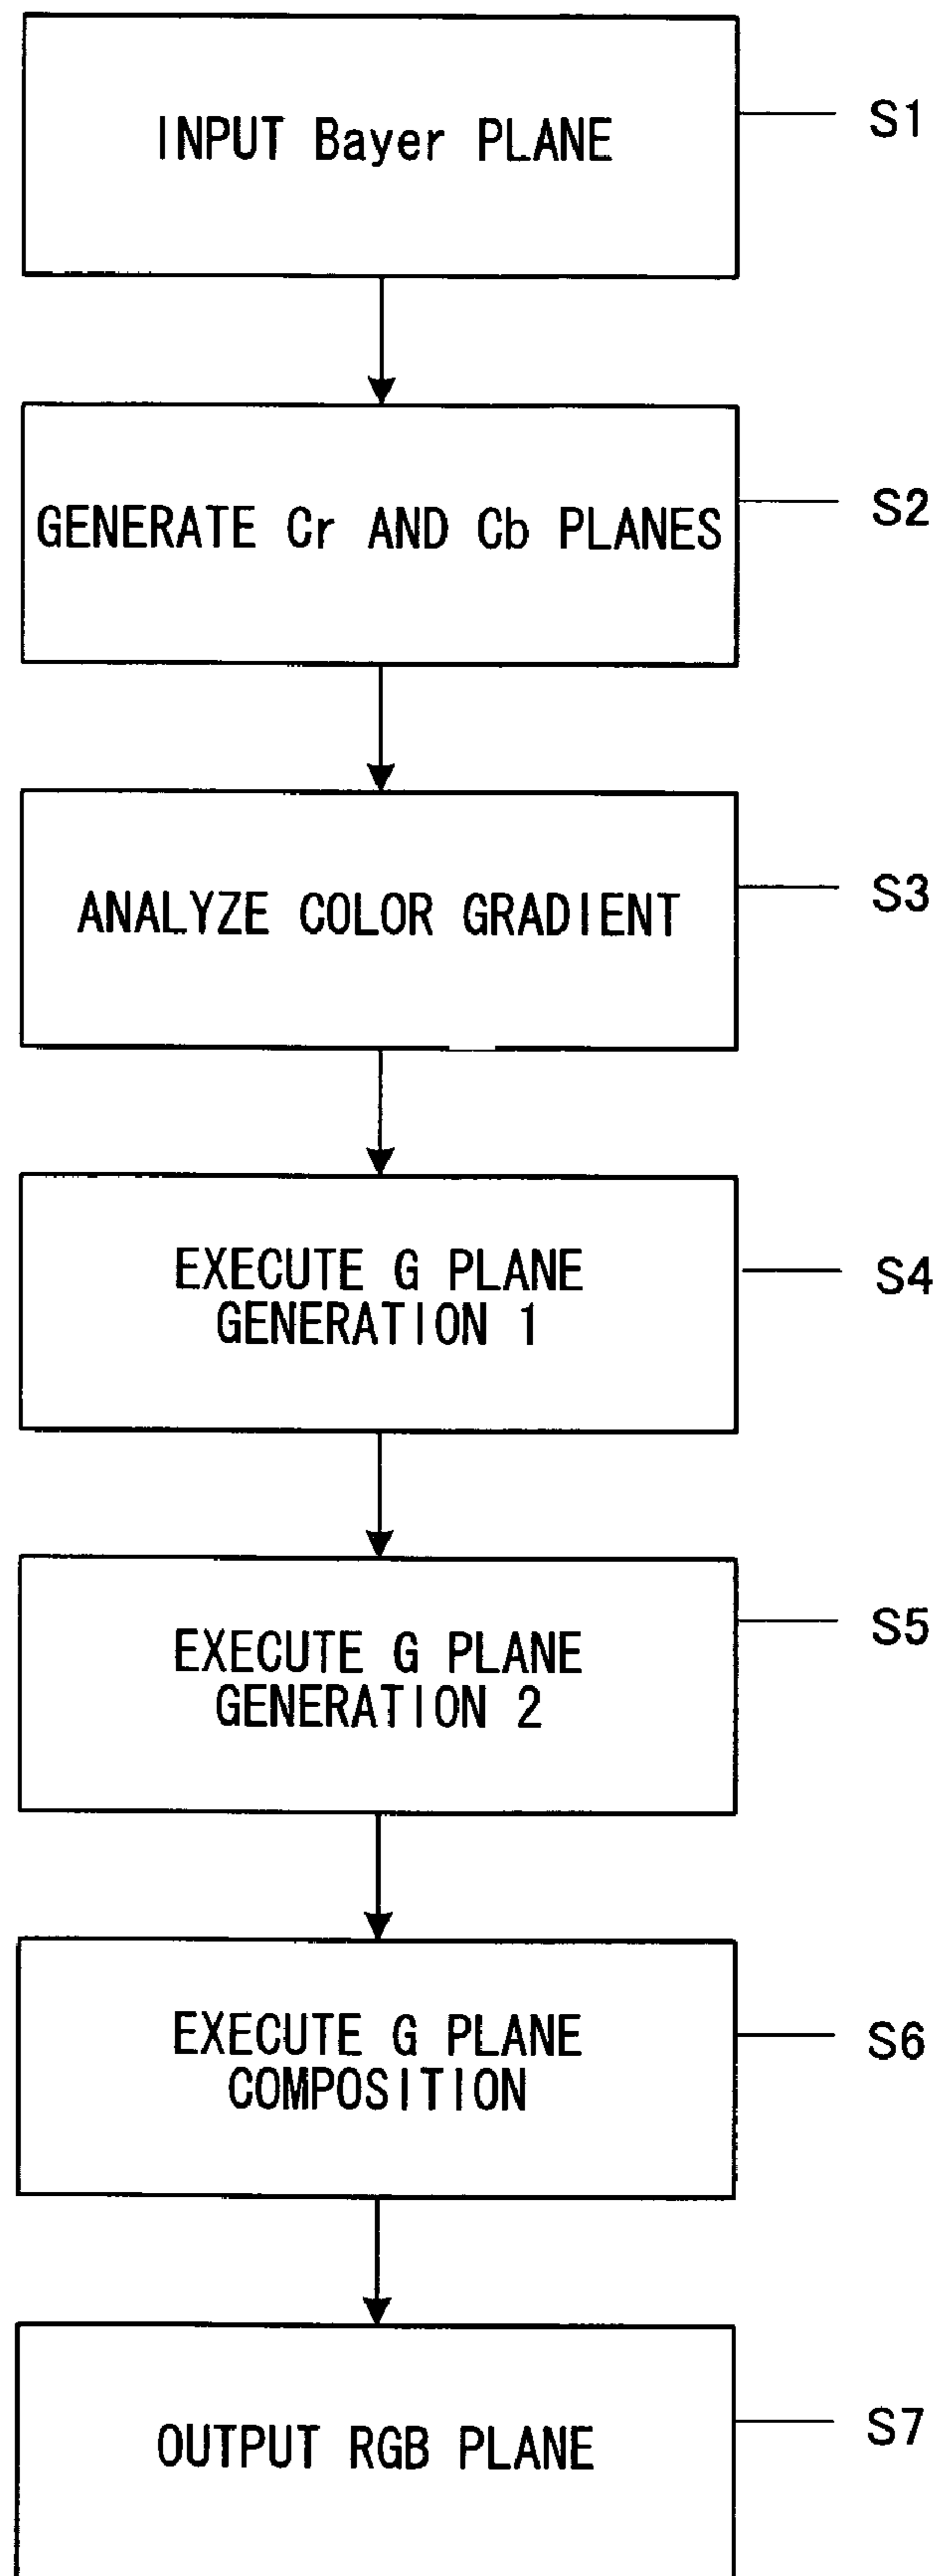 INPUT Bayer PLANE
S1
GENERATE Cr AND Cb PLANES
S2
ANALYZE COLOR GRADIENT
S3
EXECUTE G PLANE
GENERATION 1
S4
EXECUTE G PLANE
GENERATION 2
S5
EXECUTE G PLANE
COMPOSITION
S6
OUTPUT RGB PLANE
S7